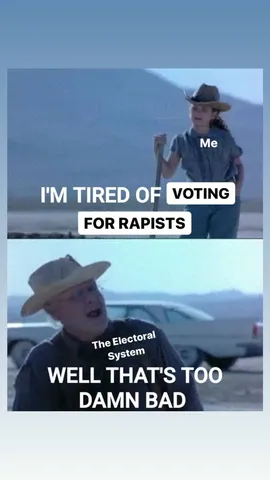 Me
I'M TIRED OF VOTING
FOR RAPISTS
The Electoral
System
WELL THAT'S TOO
DAMN BAD